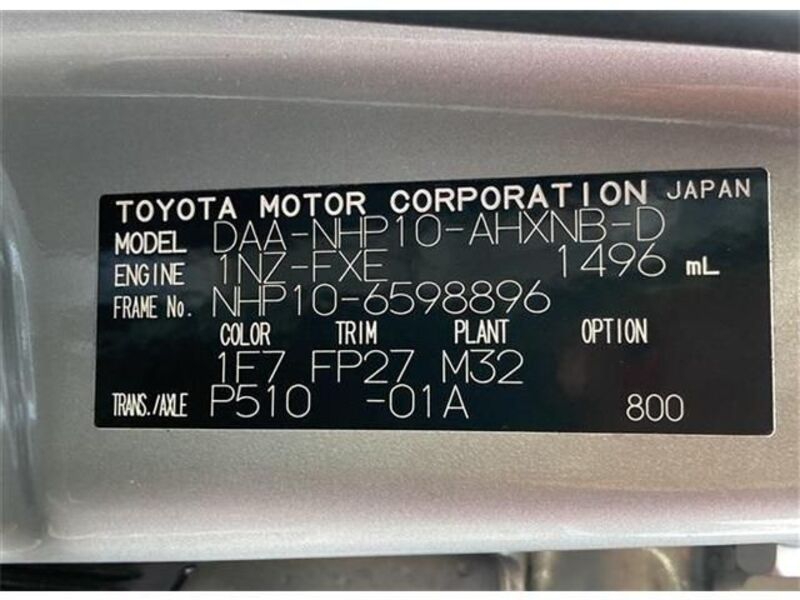 TOYOTA MOTOR CORPORATION JAPAN
MODEL DAA-NHP10-AHXNB-D
ENGINE 1NZ-FXE 1496 mL
FRAME No. NHP10-6598896
COLOR TRIM PLANT OPTION
1F7 FP27 M32
TRANS./AXLE P510 -01A 800